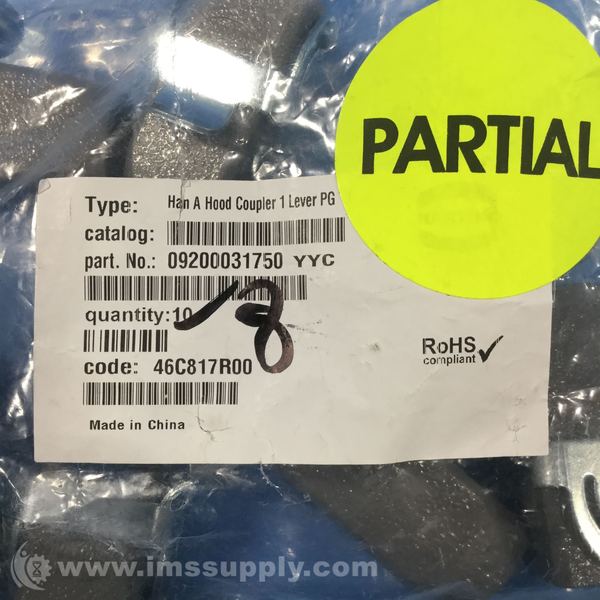 PARTIAL
Type: Han A Hood Coupler 1 Lever PG
catalog:
part. No.: 09200031750 YYC
quantity:10
8
code: 46C817R00
RoHS
compliant
Made in China
HARTING
www.imssupply.com